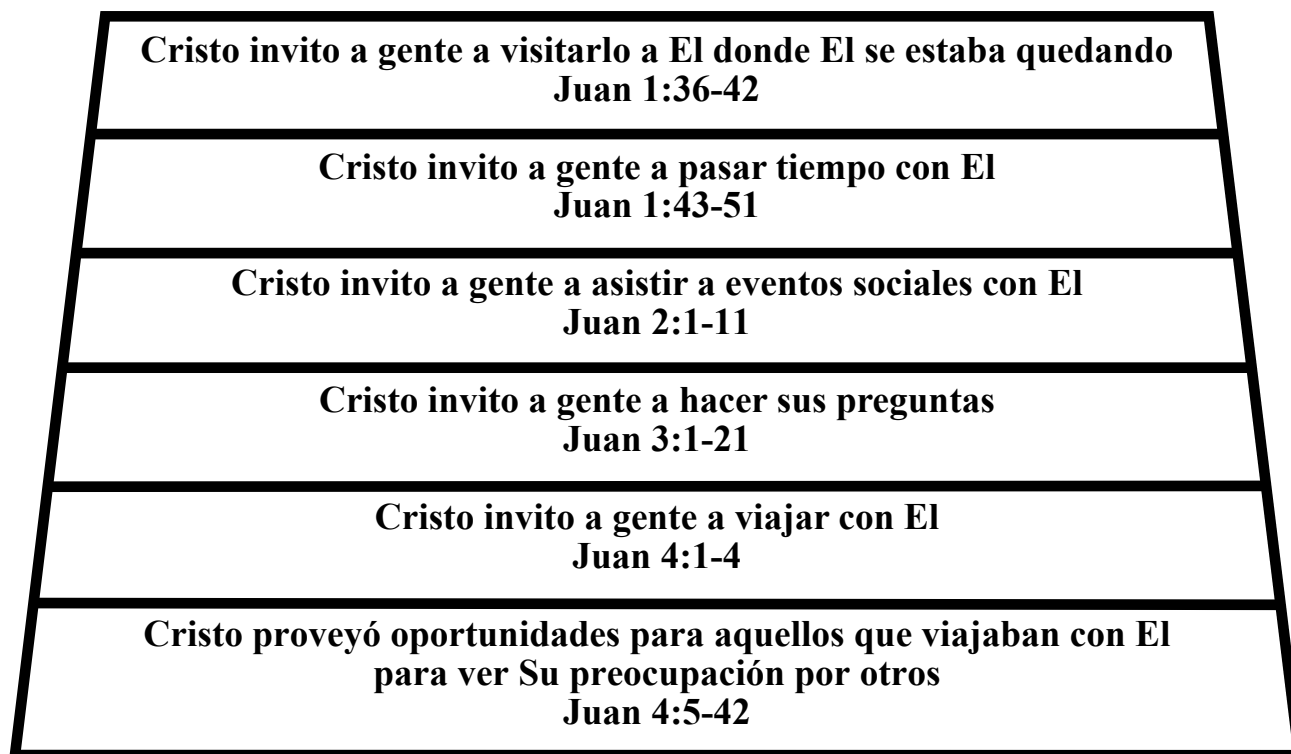 Cristo invito a gente a visitarlo a El donde El se estaba quedando
Juan 1:36-42
Cristo invito a gente a pasar tiempo con El
Juan 1:43-51
Cristo invito a gente a asistir a eventos sociales con El
Juan 2:1-11
Cristo invito a gente a hacer sus preguntas
Juan 3:1-21
Cristo invito a gente a viajar con El
Juan 4:1-4
Cristo proveyó oportunidades para aquellos que viajaban con El
para ver Su preocupación por otros
Juan 4:5-42